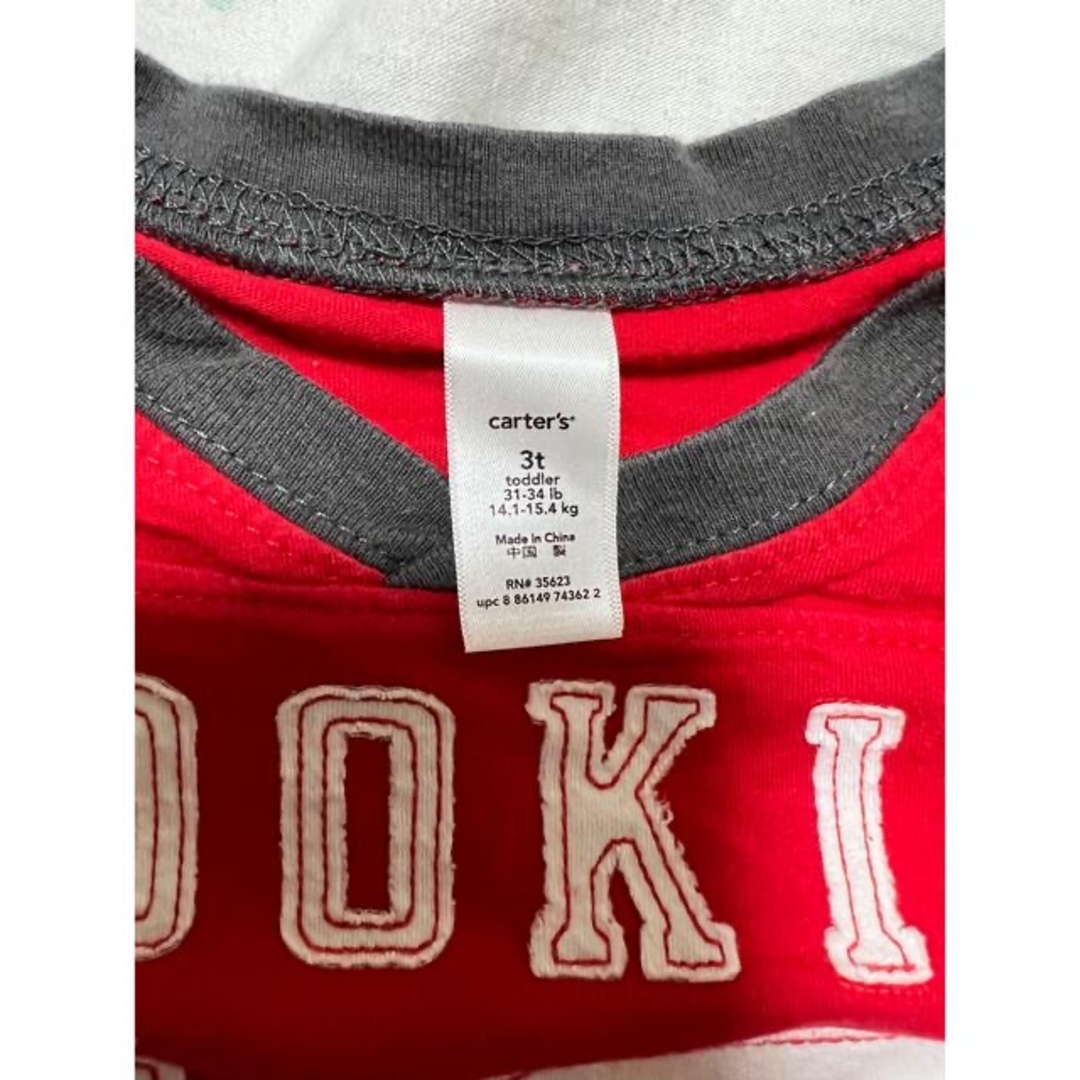 carter's
3t
toddler
31-34 lb
14.1-15.4 kg
Made in China
中国 製
RN# 35623
upc 8 86149 74362 2
OOKI